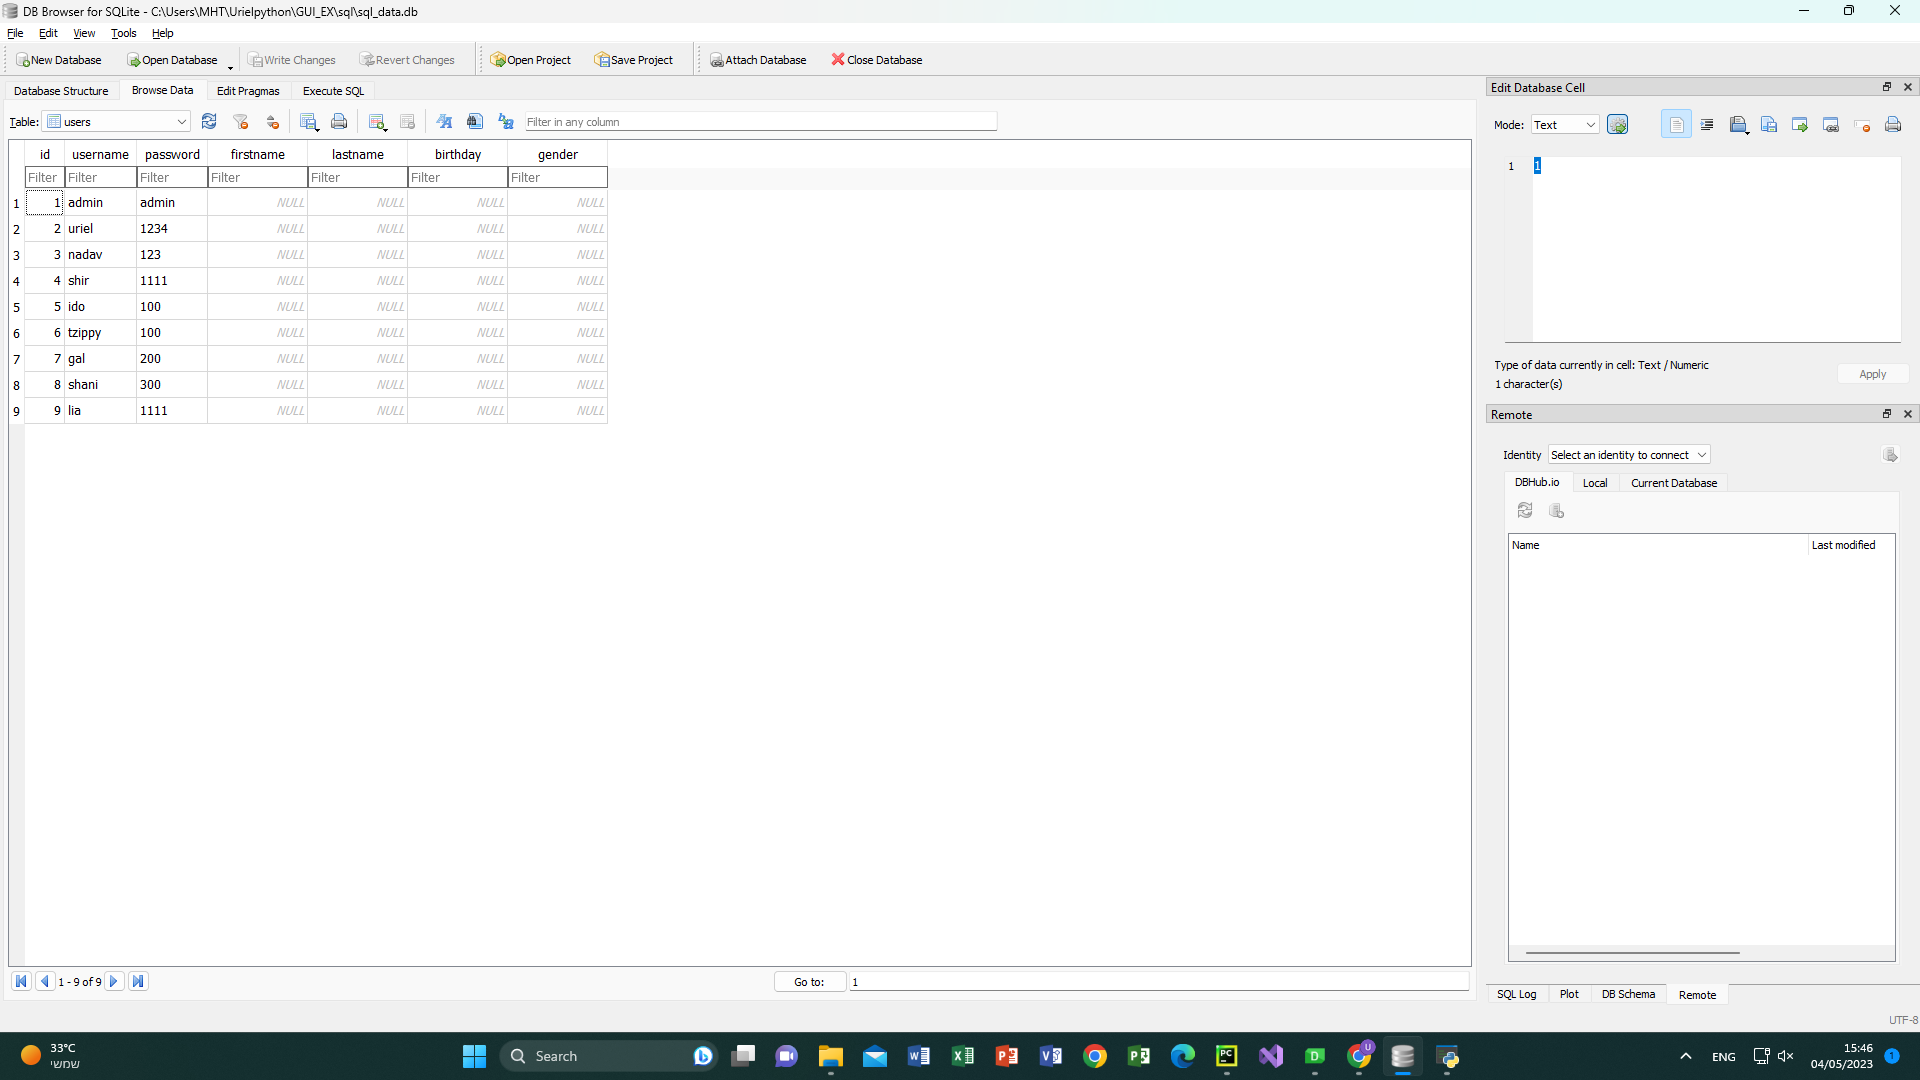 DB Browser for SQLite - C:\Users\MHT\Urielpython\GUI_EX\sql\sql_data.db
File Edit View Tools Help
New Database Open Database Write Changes Revert Changes Open Project Save Project Attach Database Close Database
Database Structure Browse Data Edit Pragmas Execute SQL
Table: users Filter in any column
id username password firstname lastname birthday gender
Filter Filter Filter Filter Filter Filter Filter
1 1 admin admin NULL NULL NULL NULL
2 2 uriel 1234 NULL NULL NULL NULL
3 3 nadav 123 NULL NULL NULL NULL
4 4 shir 1111 NULL NULL NULL NULL
5 5 ido 100 NULL NULL NULL NULL
6 6 tzippy 100 NULL NULL NULL NULL
7 7 gal 200 NULL NULL NULL NULL
8 8 shani 300 NULL NULL NULL NULL
9 9 lia 1111 NULL NULL NULL NULL
1 - 9 of 9 Go to: 1
Edit Database Cell
Mode: Text
1 1
Type of data currently in cell: Text / Numeric
1 character(s)
Apply
Remote
Identity Select an identity to connect
DBHub.io Local Current Database
Name Last modified
SQL Log Plot DB Schema Remote
UTF-8
33°C
שמשי
Search
ENG
15:46
04/05/2023
1